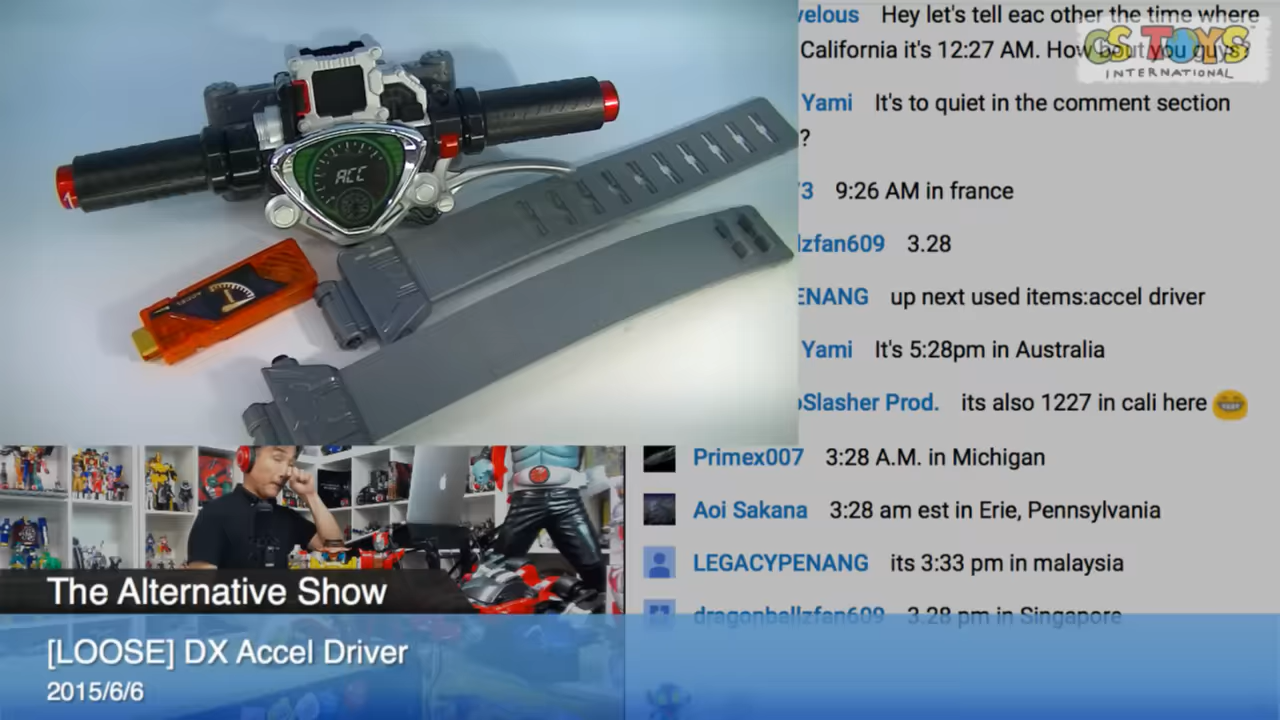 velous Hey let's tell eac other the time where
California it's 12:27 AM. How bout you guys?
CS TOYS
INTERNATIONAL
Yami It's to quiet in the comment section
?
73 9:26 AM in france
lzfan609 3.28
ENANG up next used items:accel driver
Yami It's 5:28pm in Australia
oSlasher Prod. its also 1227 in cali here
Primex007 3:28 A.M. in Michigan
Aoi Sakana 3:28 am est in Erie, Pennsylvania
LEGACYPENANG its 3:33 pm in malaysia
dragonballzfan609 3.28 pm in Singapore
ACC
The Alternative Show
[LOOSE] DX Accel Driver
2015/6/6